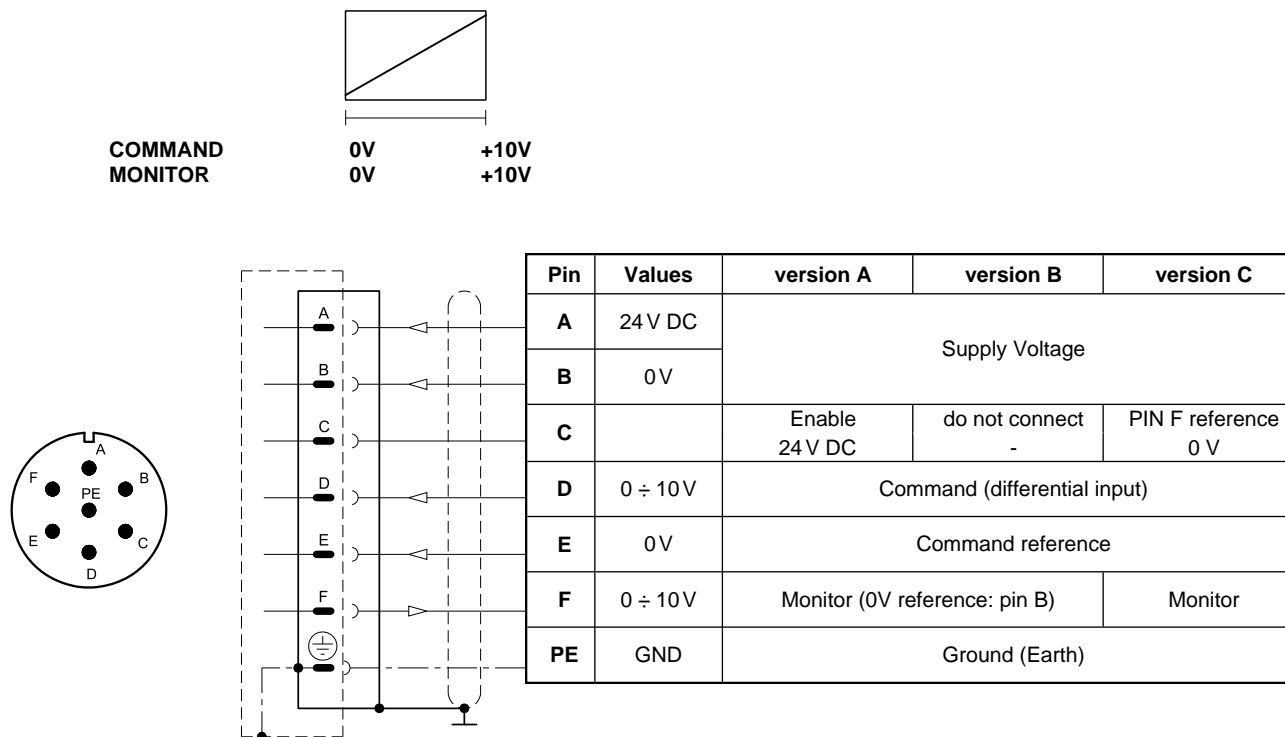 COMMAND 0V +10V
MONITOR 0V +10V
Pin Values version A version B version C
A 24 V DC Supply Voltage
B 0 V
C Enable do not connect PIN F reference
24 V DC - 0 V
D 0 ÷ 10 V Command (differential input)
E 0 V Command reference
F 0 ÷ 10 V Monitor (0V reference: pin B) Monitor
PE GND Ground (Earth)
A
B
C
D
E
F
A
F B
PE
E C
D